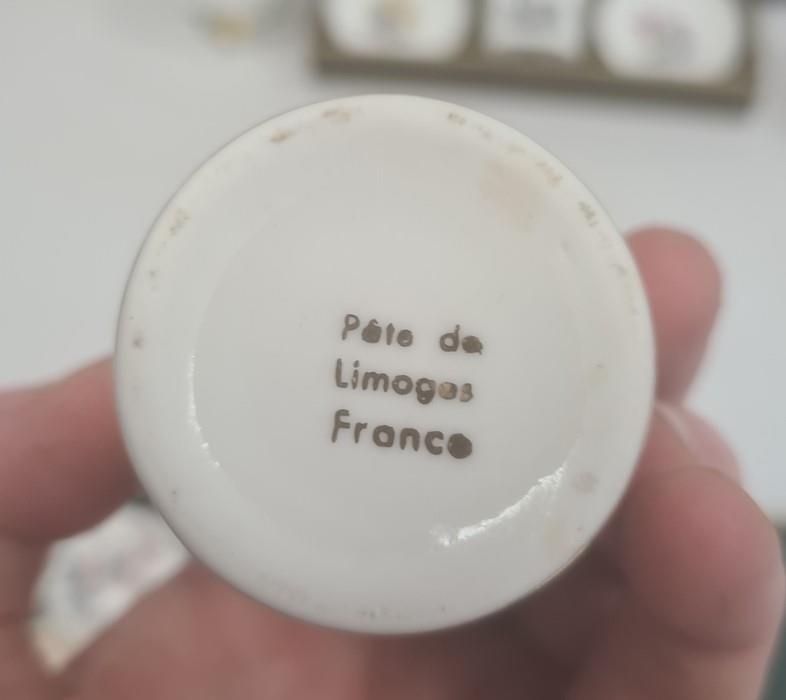 Pâte de
Limoges
France